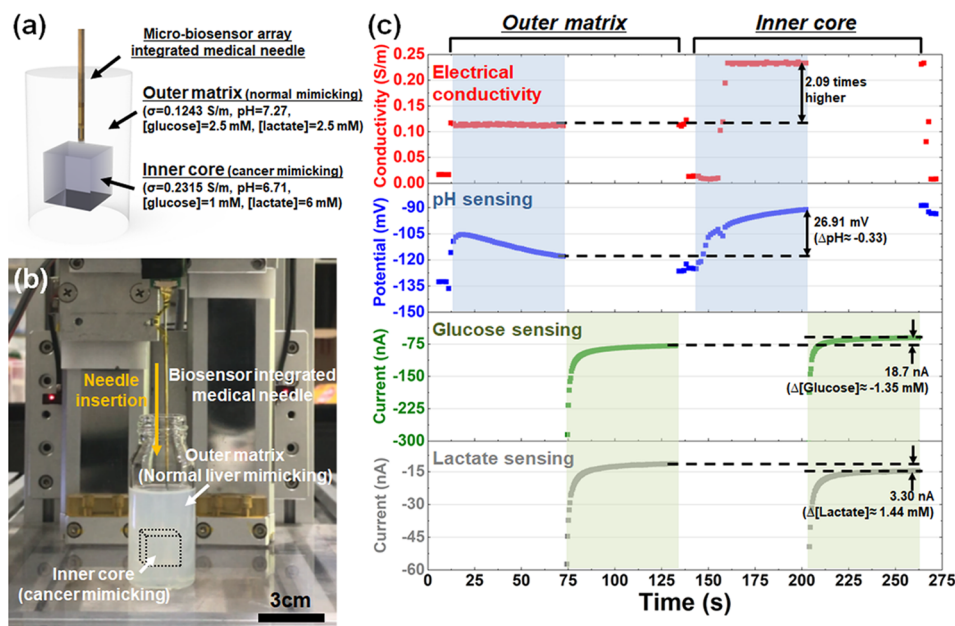 (a)
Micro-biosensor array
integrated medical needle
Outer matrix (normal mimicking)
(σ=0.1243 S/m, pH=7.27,
[glucose]=2.5 mM, [lactate]=2.5 mM)
Inner core (cancer mimicking)
(σ=0.2315 S/m, pH=6.71,
[glucose]=1 mM, [lactate]=6 mM)
(b)
Needle
insertion
Biosensor integrated
medical needle
Outer matrix
(Normal liver mimicking)
Inner core
(cancer mimicking)
3cm
(c)
Outer matrix
Inner core
Conductivity (S/m)
0.25
0.20
0.15
0.10
0.05
0.00
Electrical
conductivity
2.09 times
higher
Potential (mV)
-90
-105
-120
-135
-150
pH sensing
26.91 mV
(ΔpH≈ -0.33)
Current (nA)
-75
-150
-225
-300
Glucose sensing
18.7 nA
(Δ[Glucose]≈ -1.35 mM)
Current (nA)
-15
-30
-45
-60
Lactate sensing
3.30 nA
(Δ[Lactate]≈ 1.44 mM)
0 25 50 75 100 125 150 175 200 225 250 275
Time (s)